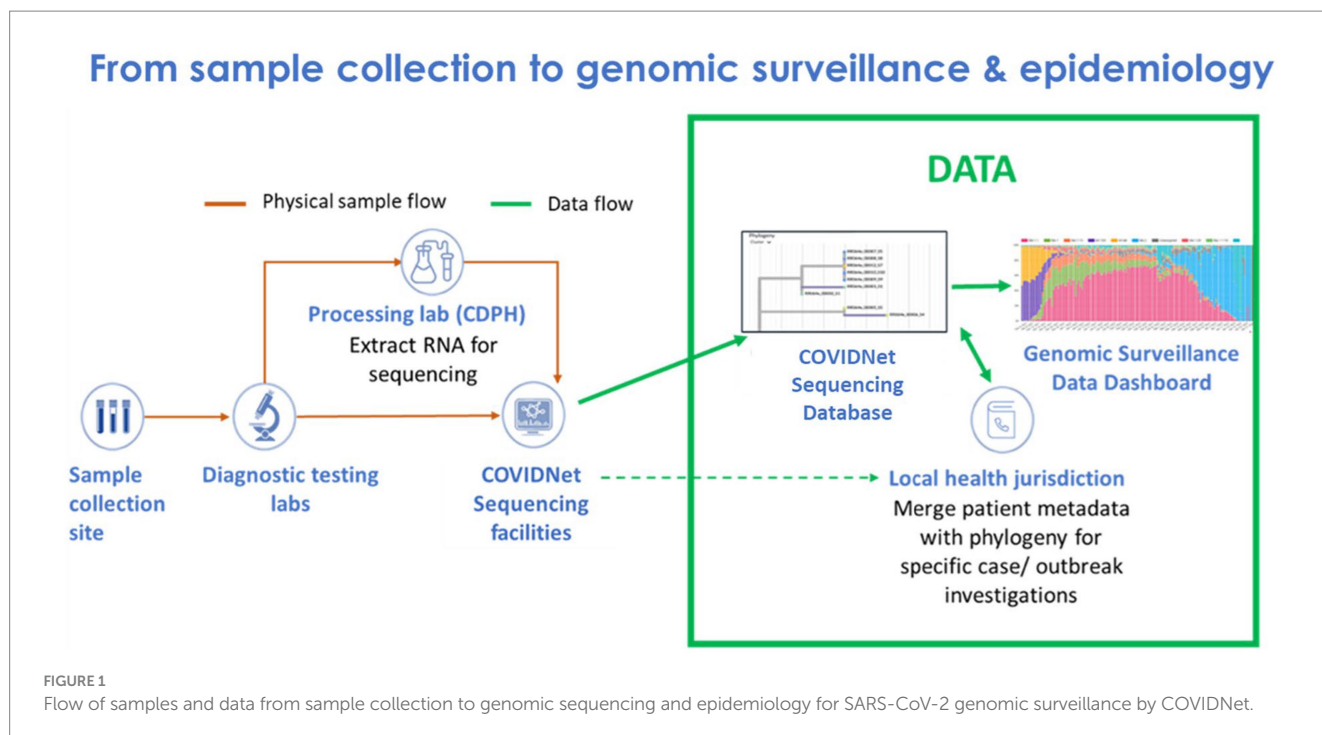 From sample collection to genomic surveillance & epidemiology
Physical sample flow
Data flow
DATA
Phylogeny
Processing lab (CDPH)
Extract RNA for
sequencing
Sample
collection
site
Diagnostic testing
labs
COVIDNet
Sequencing
facilities
COVIDNet
Sequencing
Database
Genomic Surveillance
Data Dashboard
Local health jurisdiction
Merge patient metadata
with phylogeny for
specific case/ outbreak
investigations
FIGURE 1
Flow of samples and data from sample collection to genomic sequencing and epidemiology for SARS-CoV-2 genomic surveillance by COVIDNet.